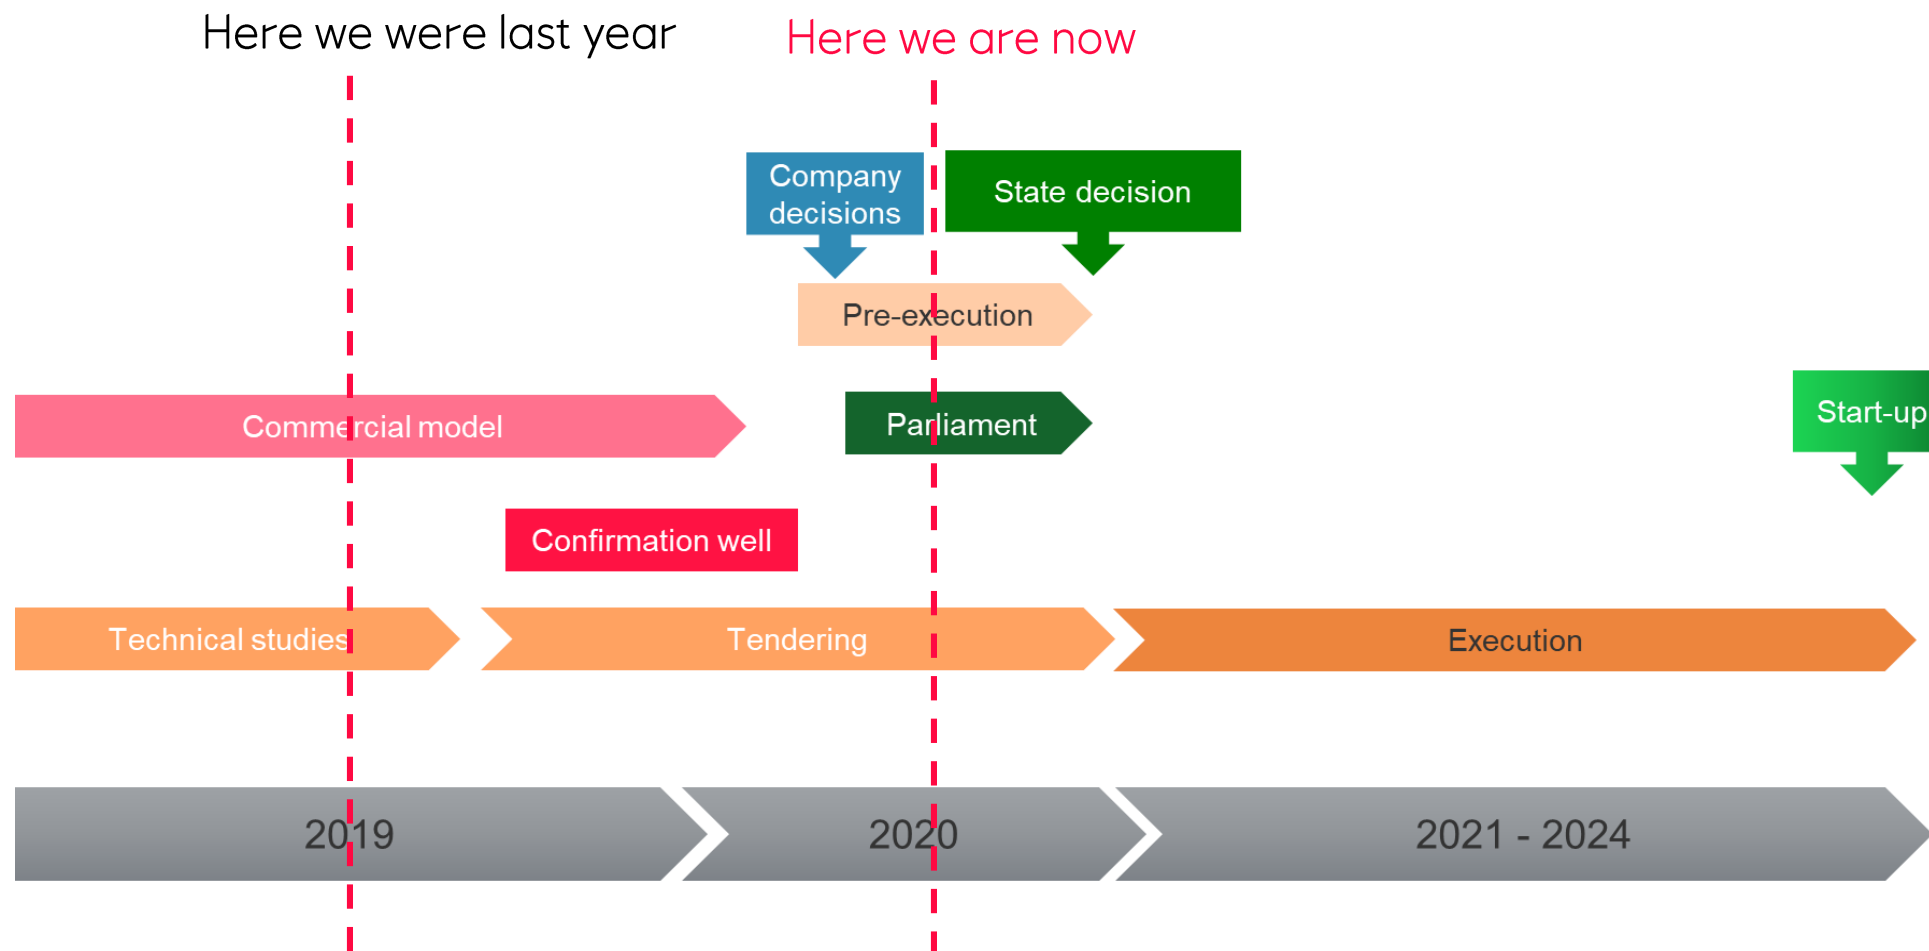 Here we were last year
Here we are now
Company
decisions
State decision
Pre-execution
Commercial model
Parliament
Start-up
Confirmation well
Technical studies
Tendering
Execution
2019
2020
2021 - 2024